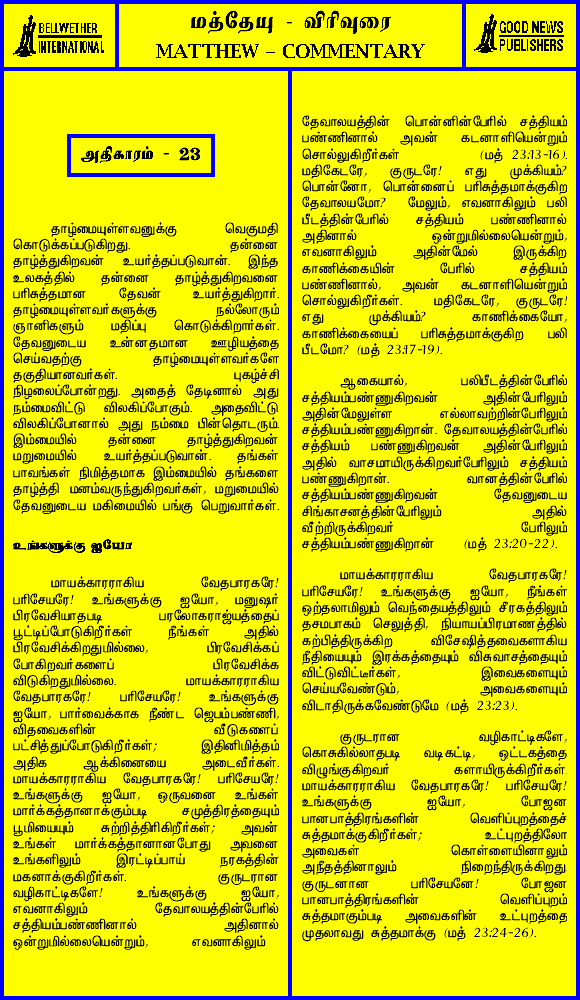 BELLWETHER
INTERNATIONAL
மத்தேயு - விரிவுரை
MATTHEW – COMMENTARY
GOOD NEWS
PUBLISHERS
அதிகாரம் - 23
தாழ்மையுள்ளவனுக்கு வெகுமதி
கொடுக்கப்படுகிறது. தன்னை
தாழ்த்துகிறவன் உயர்த்தப்படுவான். இந்த
உலகத்தில் தன்னை தாழ்த்துகிறவனை
பரிசுத்தமான தேவன் உயர்த்துகிறார்.
தாழ்மையுள்ளவர்களுக்கு நல்லோரும்
ஞானிகளும் மதிப்பு கொடுக்கிறார்கள்.
தேவனுடைய உன்னதமான ஊழியத்தை
செய்வதற்கு தாழ்மையுள்ளவர்களே
தகுதியானவர்கள். புகழ்ச்சி
நிழலைப்போன்றது. அதைத் தேடினால் அது
நம்மைவிட்டு விலகிப்போகும். அதைவிட்டு
விலகிப்போனால் அது நம்மை பின்தொடரும்.
இம்மையில் தன்னை தாழ்த்துகிறவன்
மறுமையில் உயர்த்தப்படுவான். தங்கள்
பாவங்கள் நிமித்தமாக இம்மையில் தங்களை
தாழ்த்தி மனம்வருந்துகிறவர்கள், மறுமையில்
தேவனுடைய மகிமையில் பங்கு பெறுவார்கள்.
உங்களுக்கு ஐயோ
மாயக்காரராகிய வேதபாரகரே!
பரிசேயரே! உங்களுக்கு ஐயோ, மனுஷர்
பிரவேசியாதபடி பரலோகராஜ்யத்தைப்
பூட்டிப்போடுகிறீர்கள் நீங்கள் அதில்
பிரவேசிக்கிறதுமில்லை, பிரவேசிக்கப்
போகிறவர்களைப் பிரவேசிக்க
விடுகிறதுமில்லை. மாயக்காரராகிய
வேதபாரகரே! பரிசேயரே! உங்களுக்கு
ஐயோ, பார்வைக்காக நீண்ட ஜெபம்பண்ணி,
விதவைகளின் வீடுகளைப்
பட்சித்துப்போடுகிறீர்கள்; இதினிமித்தம்
அதிக ஆக்கினையை அடைவீர்கள்.
மாயக்காரராகிய வேதபாரகரே! பரிசேயரே!
உங்களுக்கு ஐயோ, ஒருவனை உங்கள்
மார்க்கத்தானாக்கும்படி சமுத்திரத்தையும்
பூமியையும் சுற்றித்திரிகிறீர்கள்; அவன்
உங்கள் மார்க்கத்தானானபோது அவனை
உங்களிலும் இரட்டிப்பாய் நரகத்தின்
மகனாக்குகிறீர்கள். குருடரான
வழிகாட்டிகளே! உங்களுக்கு ஐயோ,
எவனாகிலும் தேவாலயத்தின்பேரில்
சத்தியம்பண்ணினால் அதினால்
ஒன்றுமில்லையென்றும், எவனாகிலும்
தேவாலயத்தின் பொன்னின்பேரில் சத்தியம்
பண்ணினால் அவன் கடனாளியென்றும்
சொல்லுகிறீர்கள் (மத் 23:13-16).
மதிகேடரே, குருடரே! எது முக்கியம்?
பொன்னோ, பொன்னைப் பரிசுத்தமாக்குகிற
தேவாலயமோ? மேலும், எவனாகிலும் பலி
பீடத்தின்பேரில் சத்தியம் பண்ணினால்
அதினால் ஒன்றுமில்லையென்றும்,
எவனாகிலும் அதின்மேல் இருக்கிற
காணிக்கையின் பேரில் சத்தியம்
பண்ணினால், அவன் கடனாளியென்றும்
சொல்லுகிறீர்கள். மதிகேடரே, குருடரே!
எது முக்கியம்? காணிக்கையோ,
காணிக்கையைப் பரிசுத்தமாக்குகிற பலி
பீடமோ? (மத் 23:17-19).
ஆகையால், பலிபீடத்தின்பேரில்
சத்தியம்பண்ணுகிறவன் அதின்பேரிலும்
அதின்மேலுள்ள எல்லாவற்றின்பேரிலும்
சத்தியம்பண்ணுகிறான். தேவாலயத்தின்பேரில்
சத்தியம் பண்ணுகிறவன் அதின்பேரிலும்
அதில் வாசமாயிருக்கிறவர்பேரிலும் சத்தியம்
பண்ணுகிறான். வானத்தின்பேரில்
சத்தியம்பண்ணுகிறவன் தேவனுடைய
சிங்காசனத்தின்பேரிலும் அதில்
வீற்றிருக்கிறவர் பேரிலும்
சத்தியம்பண்ணுகிறான் (மத் 23:20-22).
மாயக்காரராகிய வேதபாரகரே!
பரிசேயரே! உங்களுக்கு ஐயோ, நீங்கள்
ஒற்தலாமிலும் வெந்தையத்திலும் சீரகத்திலும்
தசமபாகம் செலுத்தி, நியாயப்பிரமாணத்தில்
கற்பித்திருக்கிற விசேஷித்தவைகளாகிய
நீதியையும் இரக்கத்தையும் விசுவாசத்தையும்
விட்டுவிட்டீர்கள், இவைகளையும்
செய்யவேண்டும், அவைகளையும்
விடாதிருக்கவேண்டுமே (மத் 23:23).
குருடரான வழிகாட்டிகளே,
கொசுகில்லாதபடி வடிகட்டி, ஒட்டகத்தை
விழுங்குகிறவர் களாயிருக்கிறீர்கள்.
மாயக்காரராகிய வேதபாரகரே! பரிசேயரே!
உங்களுக்கு ஐயோ, போஜன
பானபாத்திரங்களின் வெளிப்புறத்தைச்
சுத்தமாக்குகிறீர்கள்; உட்புறத்திலோ
அவைகள் கொள்ளையினாலும்
அநீதத்தினாலும் நிறைந்திருக்கிறது.
குருடனான பரிசேயனே! போஜன
பானபாத்திரங்களின் வெளிப்புறம்
சுத்தமாகும்படி அவைகளின் உட்புறத்தை
முதலாவது சுத்தமாக்கு (மத் 23:24-26).